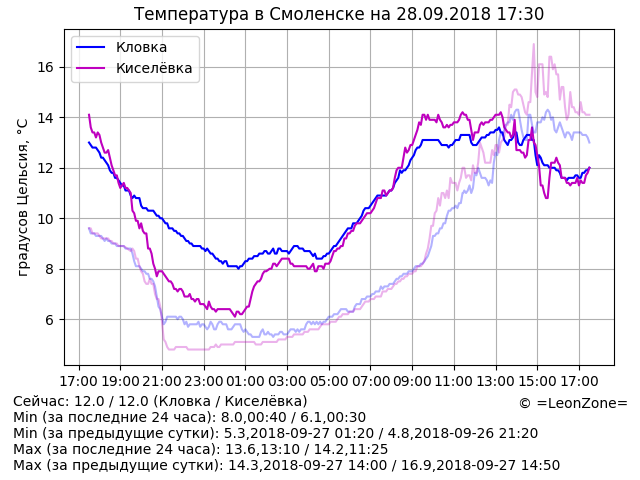 Температура в Смоленске на 28.09.2018 17:30
Кловка
Киселёвка
градусов Цельсия, °C
16
14
12
10
8
6
17:00 19:00 21:00 23:00 01:00 03:00 05:00 07:00 09:00 11:00 13:00 15:00 17:00
Сейчас: 12.0 / 12.0 (Кловка / Киселёвка)
© =LeonZone=
Min (за последние 24 часа): 8.0,00:40 / 6.1,00:30
Min (за предыдущие сутки): 5.3,2018-09-27 01:20 / 4.8,2018-09-26 21:20
Max (за последние 24 часа): 13.6,13:10 / 14.2,11:25
Max (за предыдущие сутки): 14.3,2018-09-27 14:00 / 16.9,2018-09-27 14:50